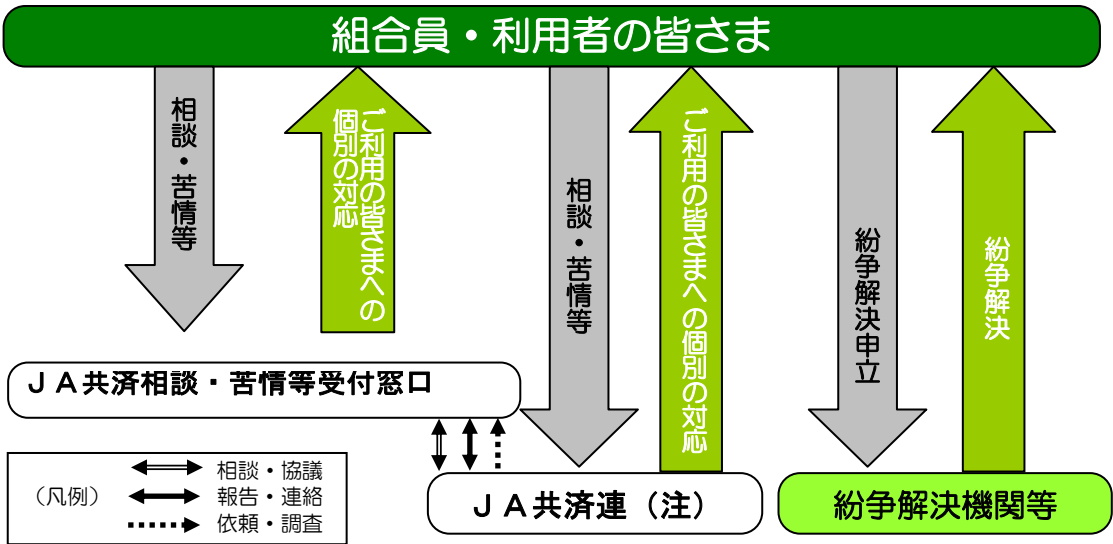 組合員・利用者の皆さま
相談・苦情等
ご利用の皆さまへの
個別の対応
相談・苦情等
ご利用の皆さまへの個別の対応
紛争解決申立
紛争解決
ＪＡ共済相談・苦情等受付窓口
（凡例）
相談・協議
報告・連絡
依頼・調査
ＪＡ共済連（注）
紛争解決機関等